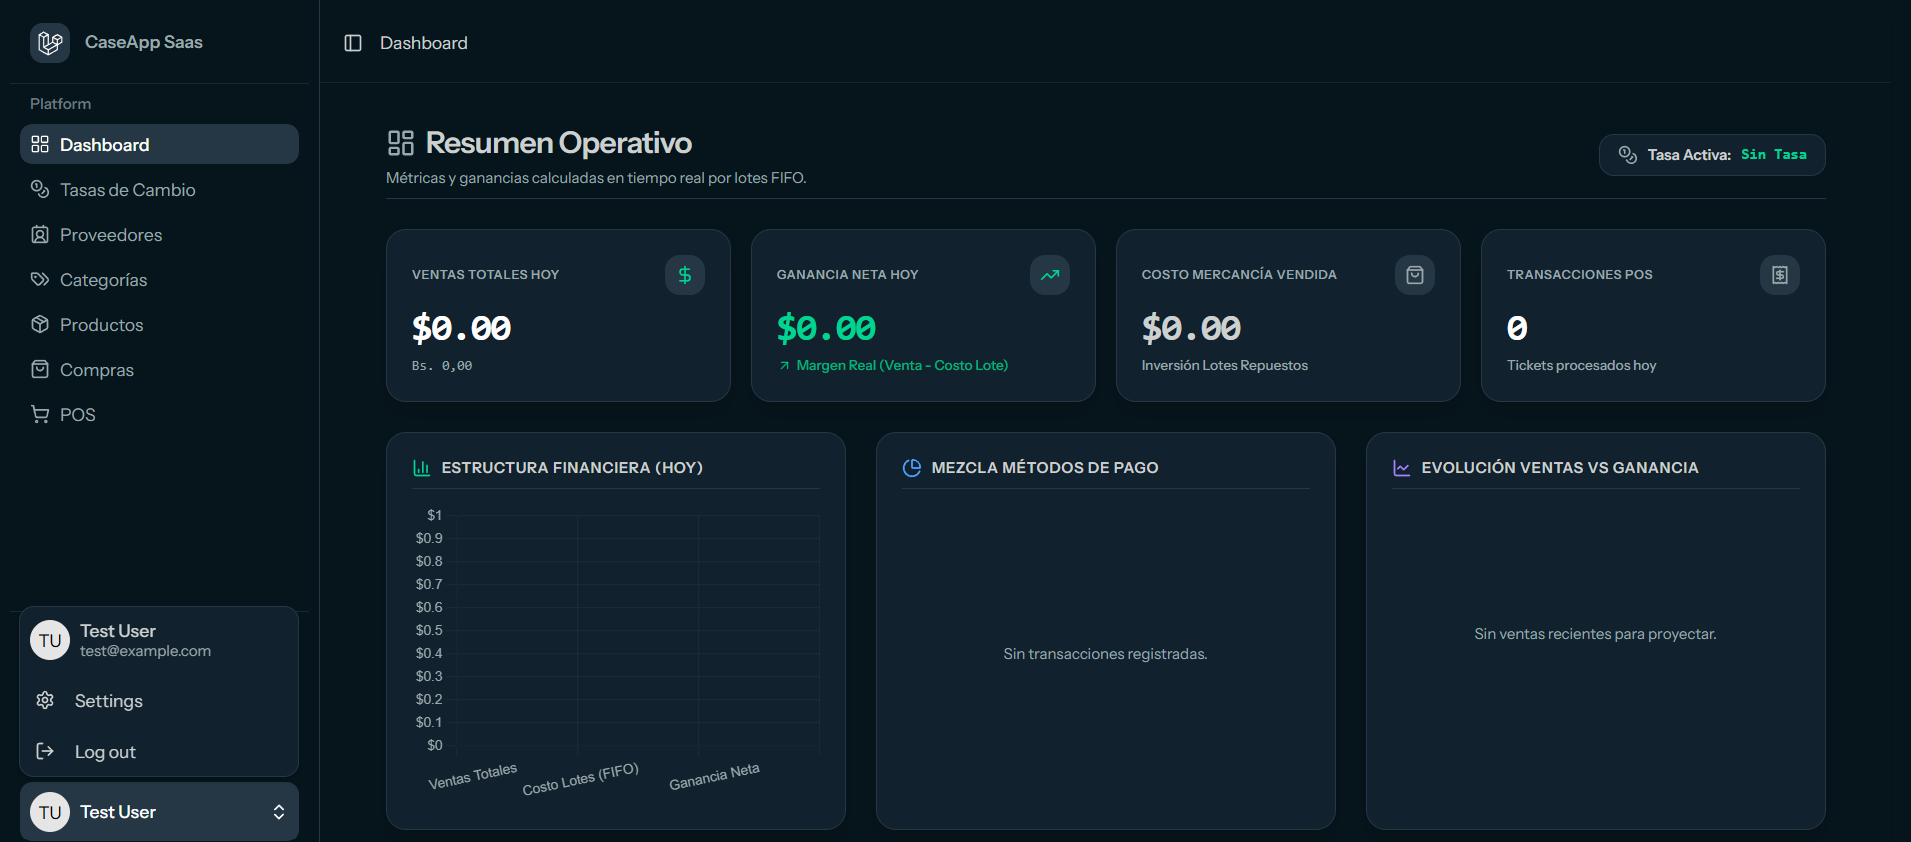 CaseApp Saas
Platform
Dashboard
Tasas de Cambio
Proveedores
Categorías
Productos
Compras
POS
TU
Test User
test@example.com
Settings
Log out
TU
Test User
Dashboard
Resumen Operativo
Métricas y ganancias calculadas en tiempo real por lotes FIFO.
Tasa Activa: Sin Tasa
VENTAS TOTALES HOY
$0.00
Bs. 0,00
GANANCIA NETA HOY
$0.00
Margen Real (Venta - Costo Lote)
COSTO MERCANCÍA VENDIDA
$0.00
Inversión Lotes Repuestos
TRANSACCIONES POS
0
Tickets procesados hoy
ESTRUCTURA FINANCIERA (HOY)
$1
$0.9
$0.8
$0.7
$0.6
$0.5
$0.4
$0.3
$0.2
$0.1
$0
Ventas Totales
Costo Lotes (FIFO)
Ganancia Neta
MEZCLA MÉTODOS DE PAGO
Sin transacciones registradas.
EVOLUCIÓN VENTAS VS GANANCIA
Sin ventas recientes para proyectar.